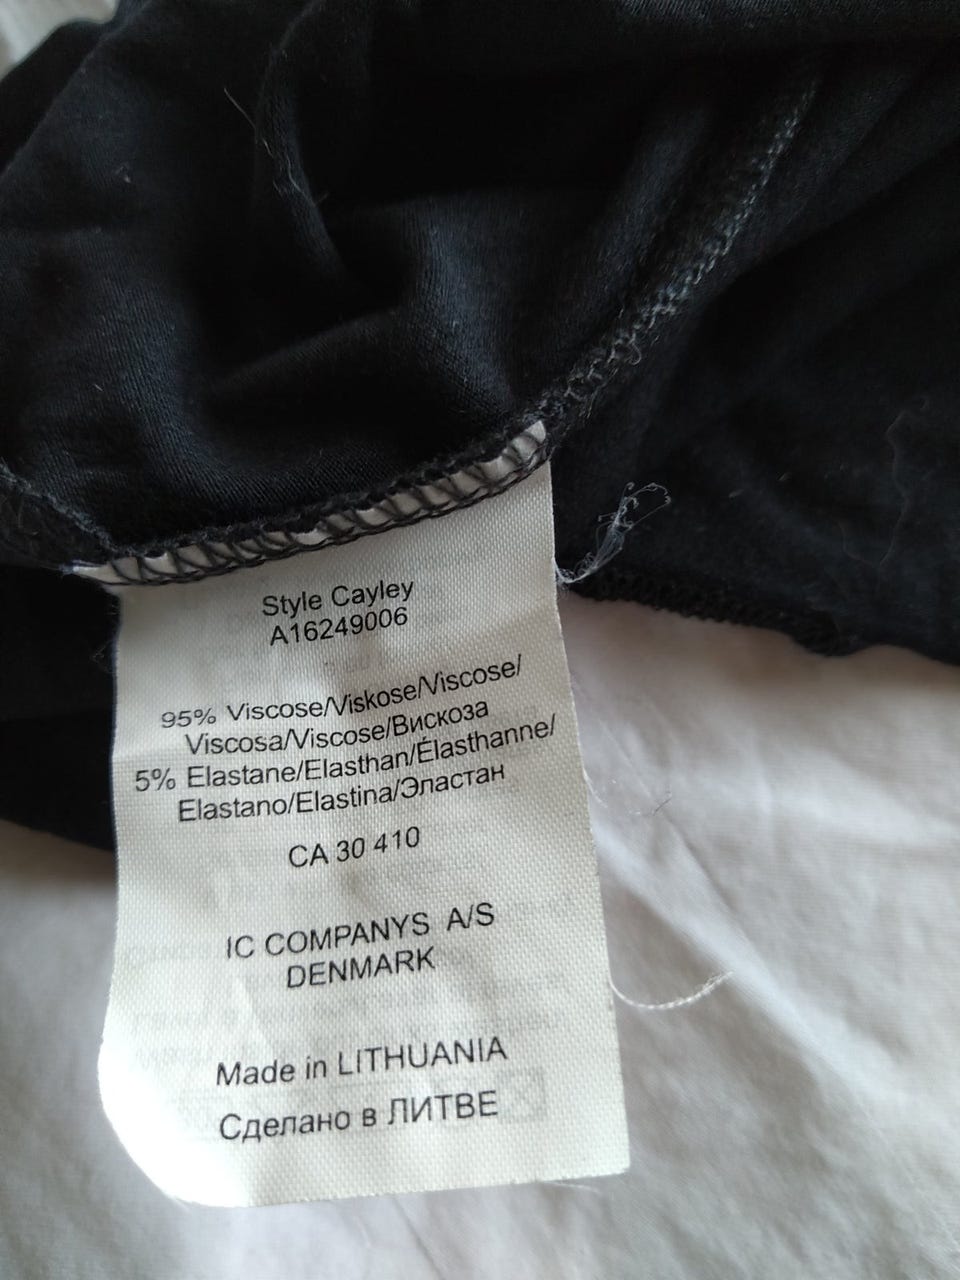 Style Cayley
A16249006
95% Viscose/Viskose/Viscose/
Viscosa/Viscose/Вискоза
5% Elastane/Elasthan/Élasthanne/
Elastano/Elastina/Эластан
CA 30 410
IC COMPANYS A/S
DENMARK
Made in LITHUANIA
Сделано в ЛИТВЕ